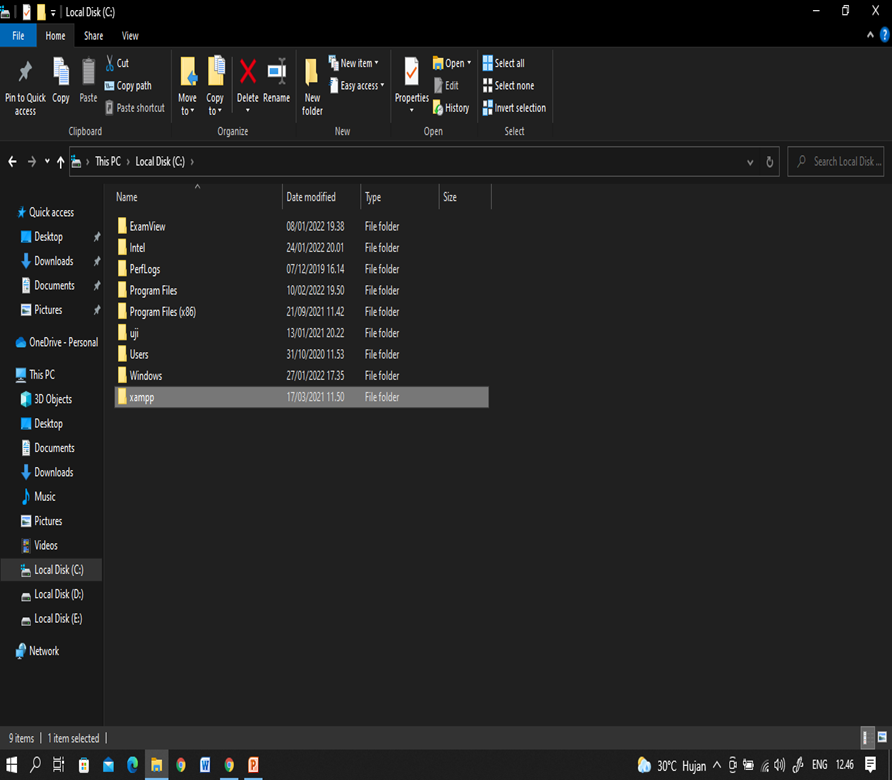 Local Disk (C:)
File Home Share View
Pin to Quick access
Copy
Paste
Cut
Copy path
Paste shortcut
Clipboard
Move to
Copy to
Delete
Rename
Organize
New folder
New item
Easy access
New
Properties
Open
Edit
History
Open
Select all
Select none
Invert selection
Select
This PC › Local Disk (C:) ›
Search Local Disk ...
Quick access
Desktop
Downloads
Documents
Pictures
OneDrive - Personal
This PC
3D Objects
Desktop
Documents
Downloads
Music
Pictures
Videos
Local Disk (C:)
Local Disk (D:)
Local Disk (E:)
Network
Name Date modified Type Size
ExamView 08/01/2022 19.38 File folder
Intel 24/01/2022 20.01 File folder
PerfLogs 07/12/2019 16.14 File folder
Program Files 10/02/2022 19.50 File folder
Program Files (x86) 21/09/2021 11.42 File folder
uji 13/01/2021 20.22 File folder
Users 31/10/2020 11.53 File folder
Windows 27/01/2022 17.35 File folder
xampp 17/03/2021 11.50 File folder
9 items 1 item selected
30°C Hujan ENG 12.46